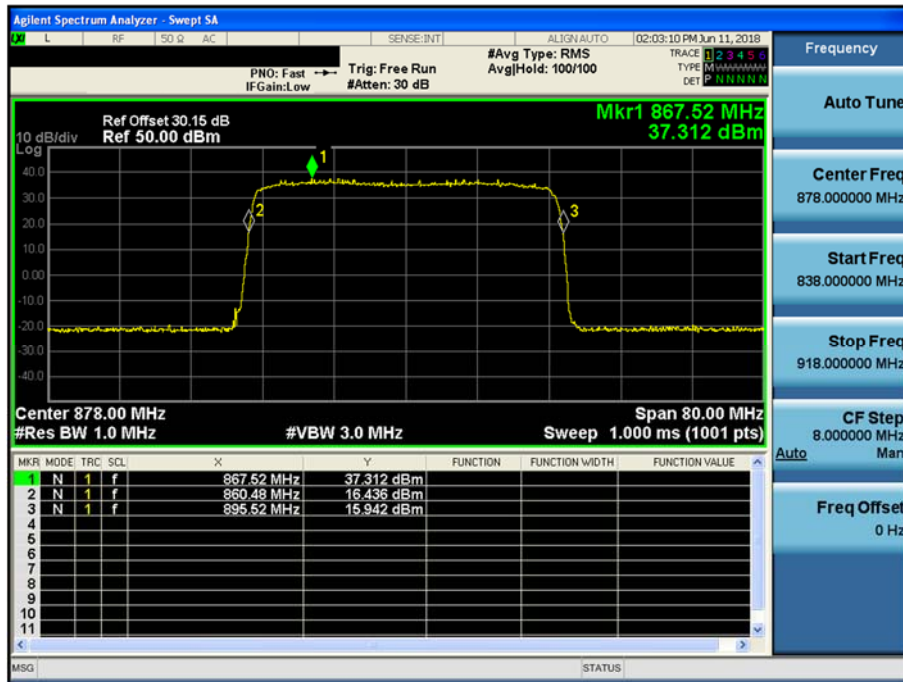 Agilent Spectrum Analyzer - Swept SA
LXI L RF 50 Ω AC SENSE:INT ALIGN AUTO 02:03:10 PM Jun 11, 2018
#Avg Type: RMS TRACE 1 2 3 4 5 6
PNO: Fast Trig: Free Run Avg|Hold: 100/100 TYPE M W W W W W
IFGain:Low #Atten: 30 dB DET P N N N N N
Mkr1 867.52 MHz
Ref Offset 30.15 dB
10 dB/div Ref 50.00 dBm 37.312 dBm
Log
1
40.0
30.0
2 3
20.0
10.0
0.00
-10.0
-20.0
-30.0
-40.0
Center 878.00 MHz Span 80.00 MHz
#Res BW 1.0 MHz #VBW 3.0 MHz Sweep 1.000 ms (1001 pts)
MKR MODE TRC SCL X Y FUNCTION FUNCTION WIDTH FUNCTION VALUE
1 N 1 f 867.52 MHz 37.312 dBm
2 N 1 f 860.48 MHz 16.436 dBm
3 N 1 f 895.52 MHz 15.942 dBm
4
5
6
7
8
9
10
11
MSG STATUS
Frequency
Auto Tune
Center Freq
878.000000 MHz
Start Freq
838.000000 MHz
Stop Freq
918.000000 MHz
CF Step
8.000000 MHz
Auto Man
Freq Offset
0 Hz